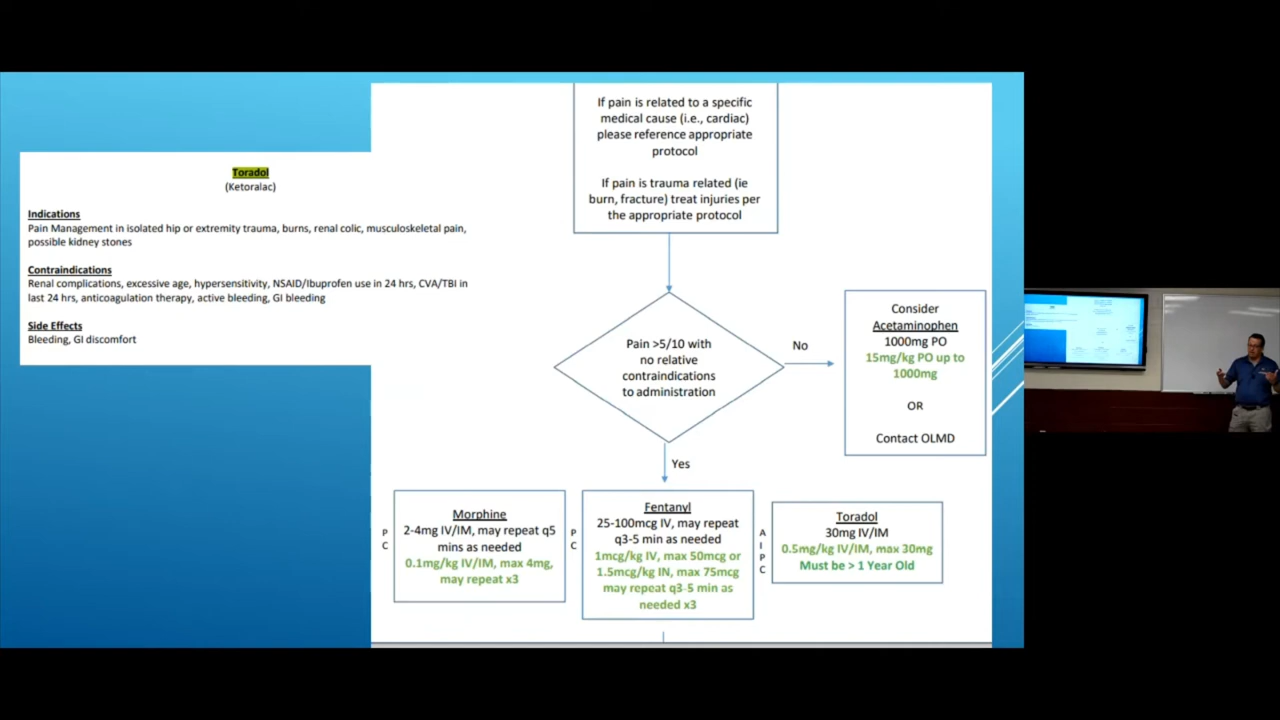 Toradol
(Ketoralac)
Indications
Pain Management in isolated hip or extremity trauma, burns, renal colic, musculoskeletal pain,
possible kidney stones
Contraindications
Renal complications, excessive age, hypersensitivity, NSAID/Ibuprofen use in 24 hrs, CVA/TBI in
last 24 hrs, anticoagulation therapy, active bleeding, GI bleeding
Side Effects
Bleeding, GI discomfort
If pain is related to a specific
medical cause (i.e., cardiac)
please reference appropriate
protocol
If pain is trauma related (ie
burn, fracture) treat injuries per
the appropriate protocol
Pain >5/10 with
no relative
contraindications
to administration
No
Consider
Acetaminophen
1000mg PO
15mg/kg PO up to
1000mg
OR
Contact OLMD
Yes
P
C
Morphine
2-4mg IV/IM, may repeat q5
mins as needed
0.1mg/kg IV/IM, max 4mg,
may repeat x3
P
C
Fentanyl
25-100mcg IV, may repeat
q3-5 min as needed
1mcg/kg IV, max 50mcg or
1.5mcg/kg IN, max 75mcg
may repeat q3-5 min as
needed x3
A
I
P
C
Toradol
30mg IV/IM
0.5mg/kg IV/IM, max 30mg
Must be > 1 Year Old